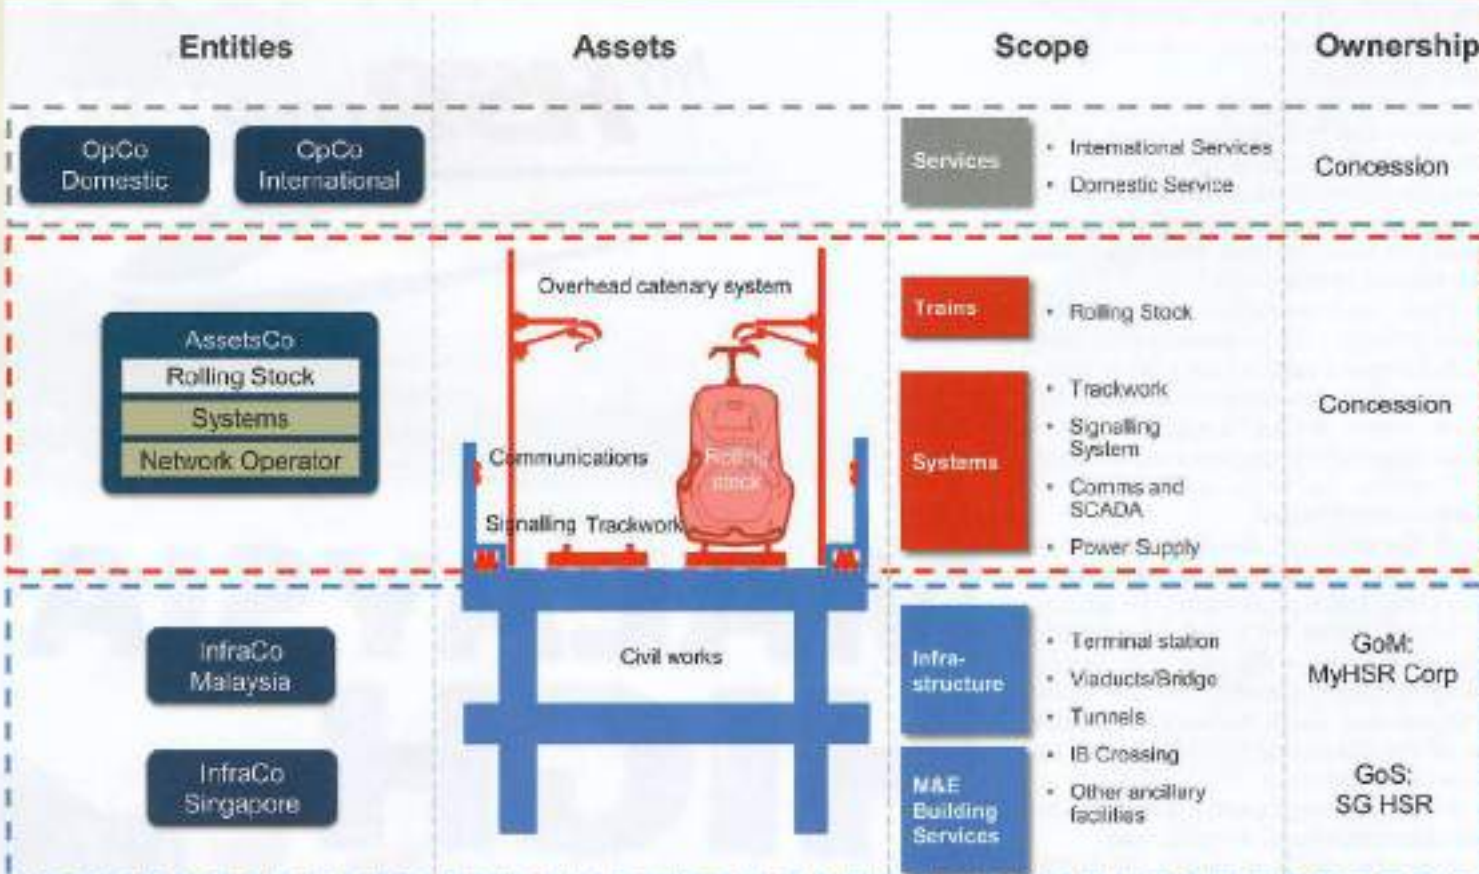 Entities
Assets
Scope
Ownership
OpCo
Domestic
OpCo
International
Services
• International Services
• Domestic Service
Concession
AssetsCo
Rolling Stock
Systems
Network Operator
Overhead catenary system
Communications
Rolling
stock
Signalling Trackwork
Trains
• Rolling Stock
Systems
• Trackwork
• Signalling
System
• Comms and
SCADA
• Power Supply
Concession
InfraCo
Malaysia
InfraCo
Singapore
Civil works
Infra-
structure
M&E
Building
Services
• Terminal station
• Viaducts/Bridge
• Tunnels
• IB Crossing
• Other ancillary
facilities
GoM:
MyHSR Corp
GoS:
SG HSR